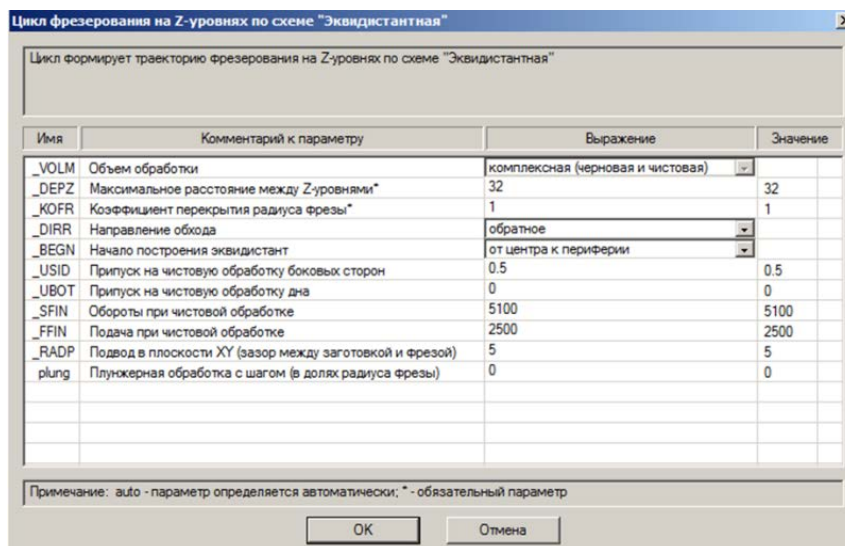 Цикл фрезерования на Z-уровнях по схеме "Эквидистантная"
Цикл формирует траекторию фрезерования на Z-уровнях по схеме "Эквидистантная"
Имя Комментарий к параметру Выражение Значение
_VOLM Объем обработки комплексная (черновая и чистовая)
_DEPZ Максимальное расстояние между Z-уровнями* 32 32
_KOFR Коэффициент перекрытия радиуса фрезы* 1 1
_DIRR Направление обхода обратное
_BEGN Начало построения эквидистант от центра к периферии
_USID Припуск на чистовую обработку боковых сторон 0.5 0.5
_UBOT Припуск на чистовую обработку дна 0 0
_SFIN Обороты при чистовой обработке 5100 5100
_FFIN Подача при чистовой обработке 2500 2500
_RADP Подвод в плоскости XY (зазор между заготовкой и фрезой) 5 5
plung Плунжерная обработка с шагом (в долях радиуса фрезы) 0 0
Примечание: auto - параметр определяется автоматически; * - обязательный параметр
OK Отмена